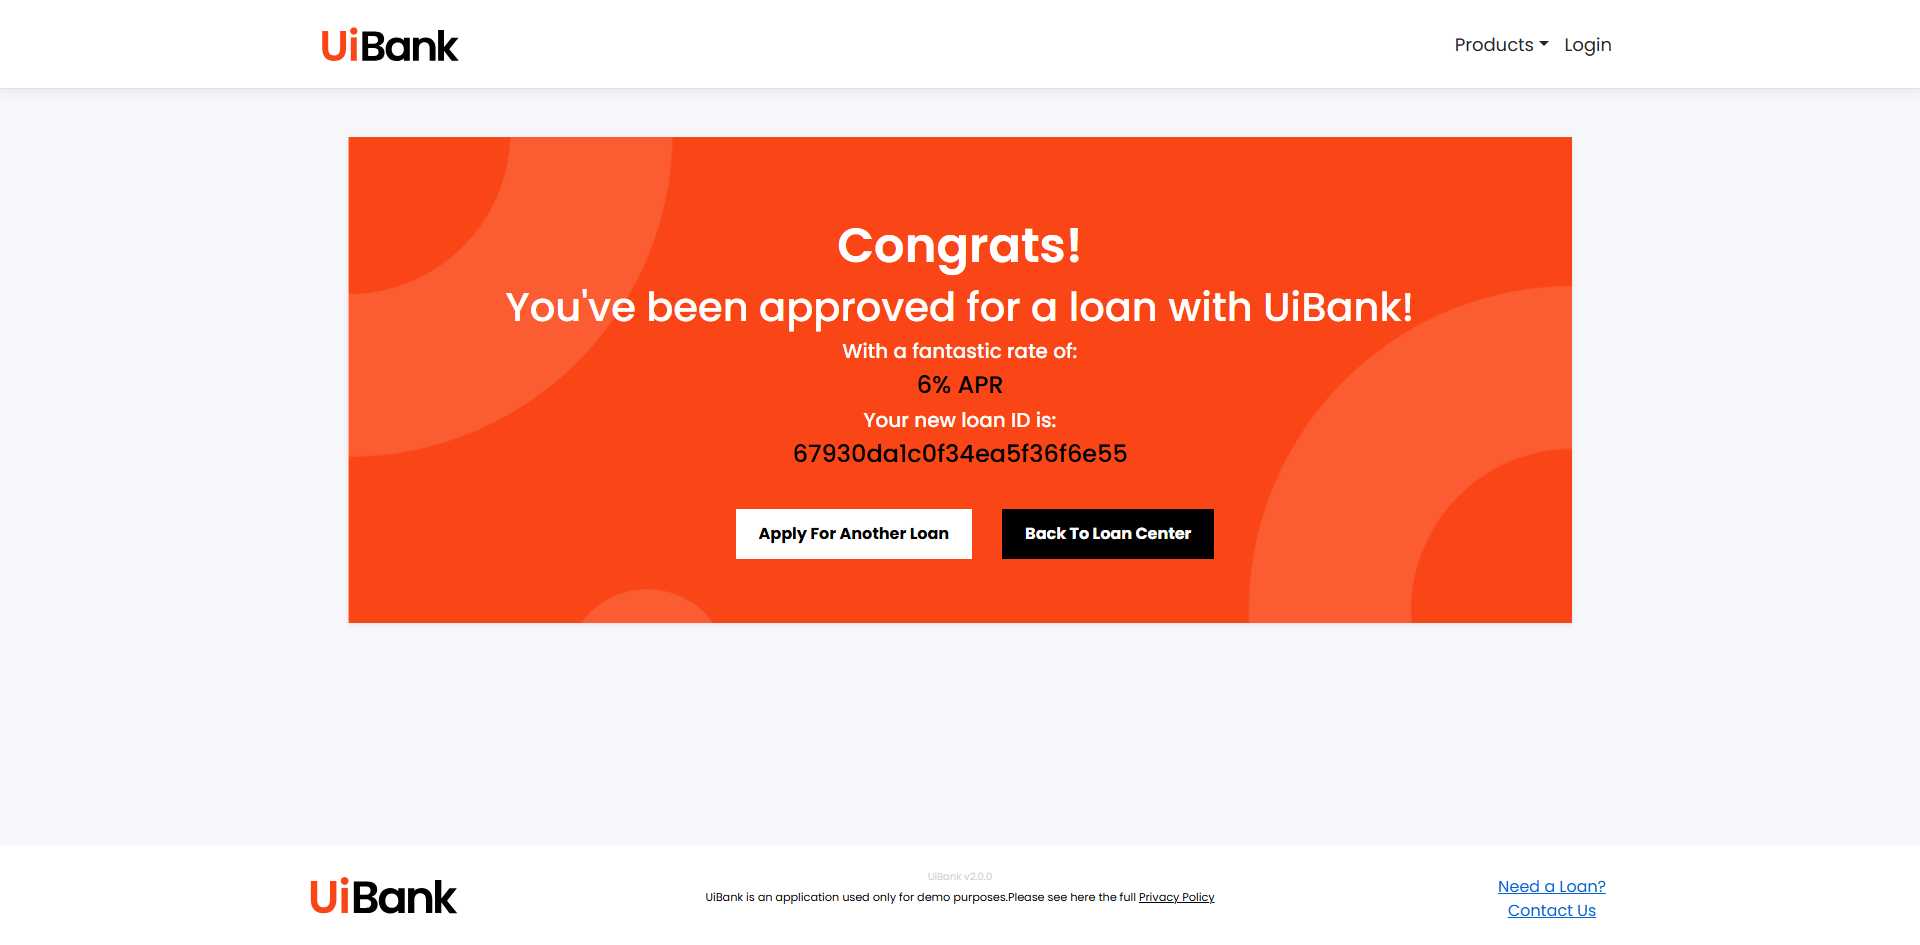 UiBank
Products Login
Congrats!
You've been approved for a loan with UiBank!
With a fantastic rate of:
6% APR
Your new loan ID is:
67930da1c0f34ea5f36f6e55
Apply For Another Loan
Back To Loan Center
UiBank
UiBank v2.0.0
UiBank is an application used only for demo purposes.Please see here the full Privacy Policy
Need a Loan?
Contact Us